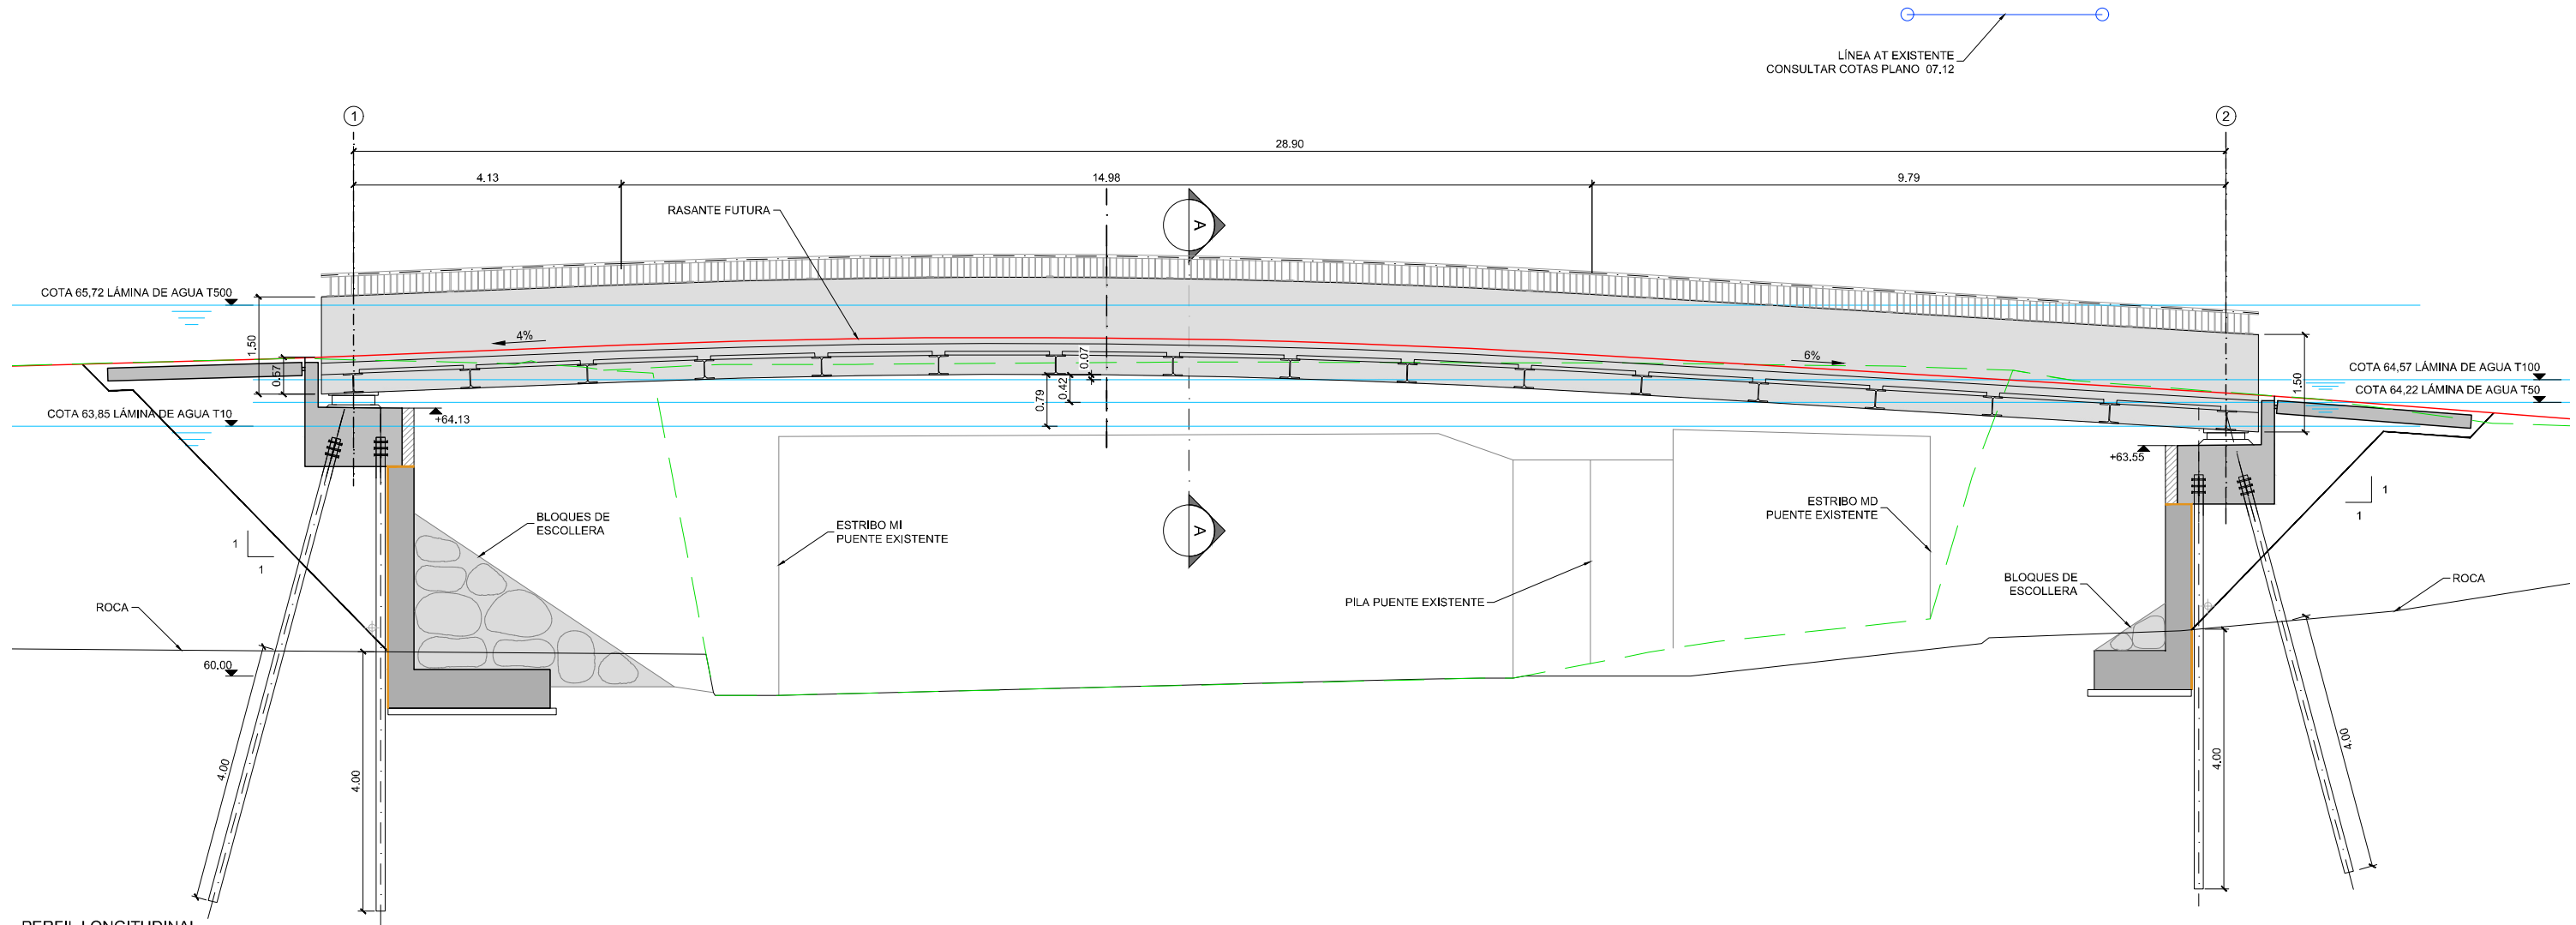 LÍNEA AT EXISTENTE
CONSULTAR COTAS PLANO 07.12
1
2
28.90
4.13
14.98
9.79
RASANTE FUTURA
A
COTA 65,72 LÁMINA DE AGUA T500
1.50
0.57
4%
6%
0.07
0.42
0.79
COTA 64,57 LÁMINA DE AGUA T100
COTA 64,22 LÁMINA DE AGUA T50
1.50
COTA 63,85 LÁMINA DE AGUA T10
+64.13
+63.55
BLOQUES DE
ESCOLLERA
ESTRIBO MI
PUENTE EXISTENTE
A
ESTRIBO MD
PUENTE EXISTENTE
1
1
1
1
ROCA
PILA PUENTE EXISTENTE
BLOQUES DE
ESCOLLERA
ROCA
60.00
4.00
4.00
4.00
4.00
PERFIL LONGITUDINAL